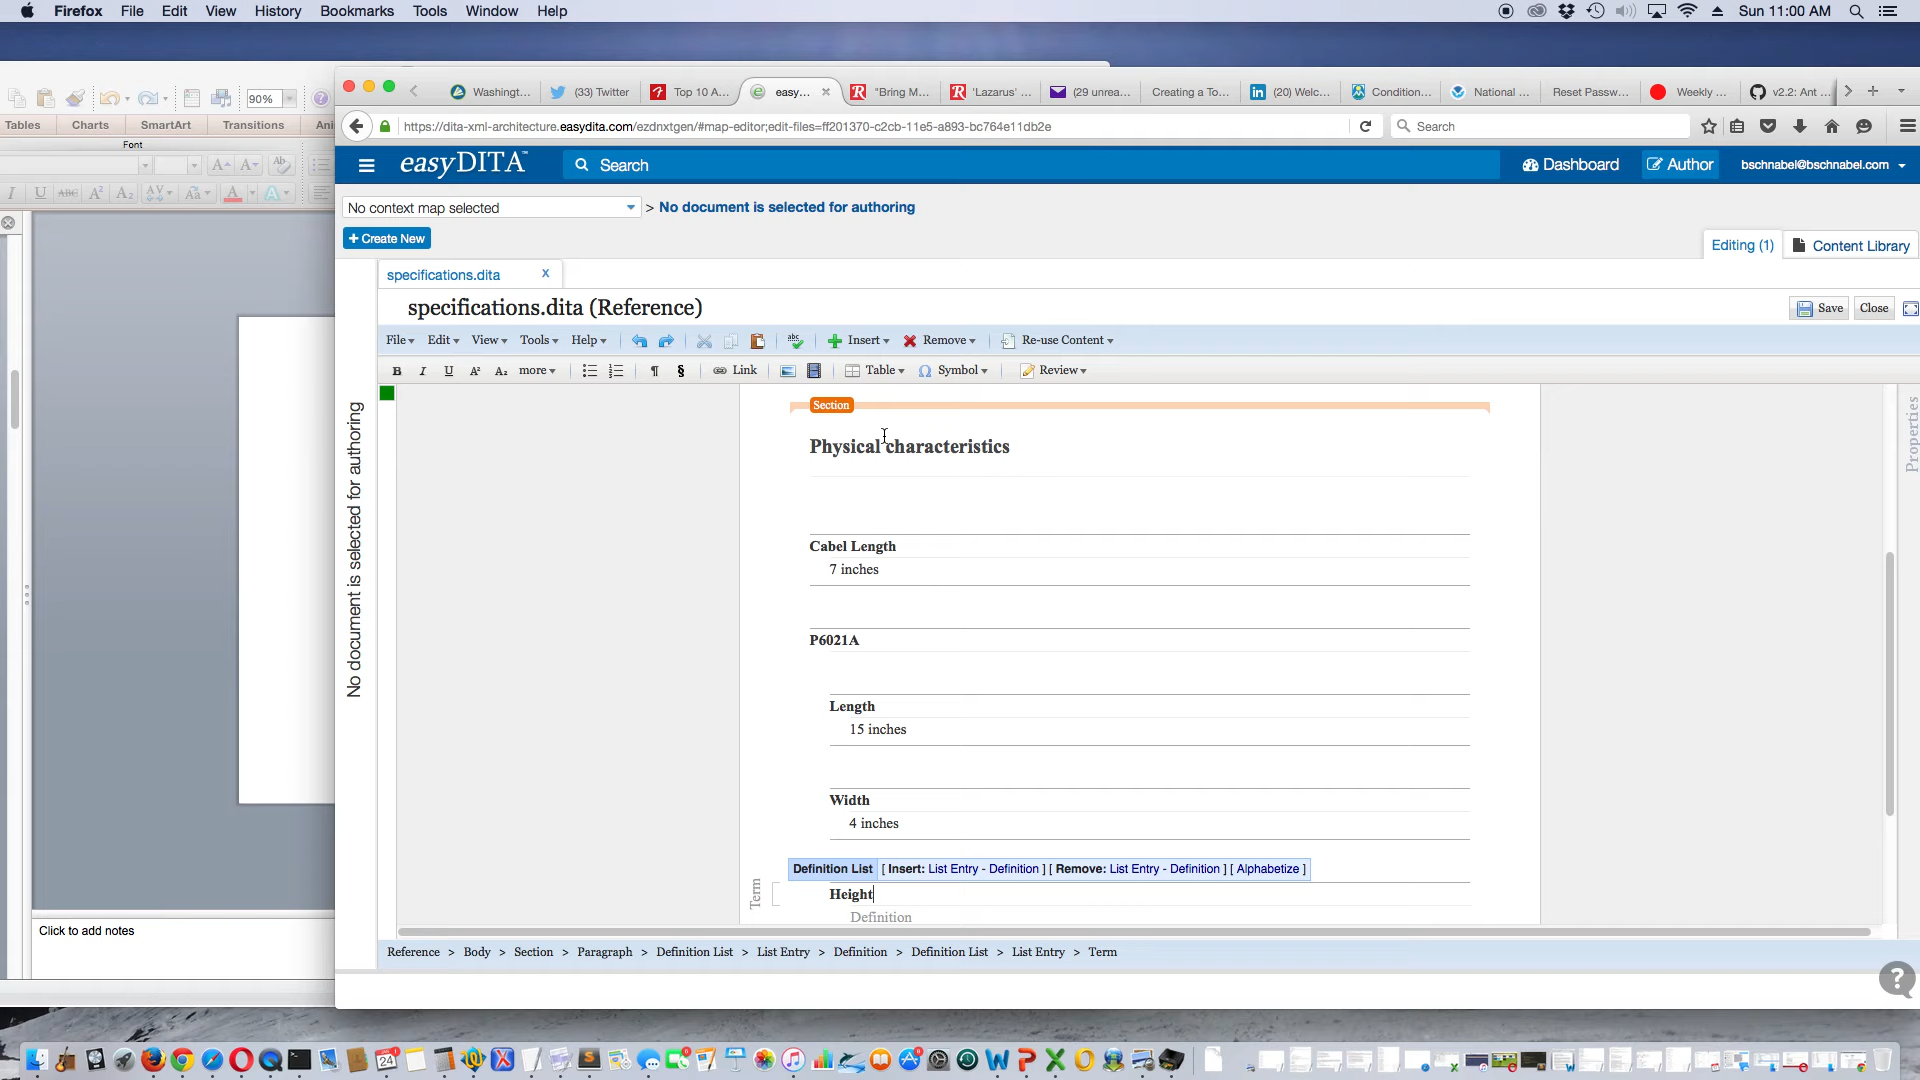 Firefox File Edit View History Bookmarks Tools Window Help
Sun 11:00 AM
90%
Tables Charts SmartArt Transitions Ani
Font
Click to add notes
Washingt... (33) Twitter Top 10 A... easy... "Bring M... 'Lazarus' ... (29 unrea... Creating a To... (20) Welc... Condition... National ... Reset Passw... Weekly ... v2.2: Ant ...
https://dita-xml-architecture.easydita.com/ezdnxtgen/#map-editor;edit-files=ff201370-c2cb-11e5-a893-bc764e11db2e
Search
easyDITA™ Search Dashboard Author bschnabel@bschnabel.com
No context map selected > No document is selected for authoring
+ Create New
Editing (1) Content Library
specifications.dita x
specifications.dita (Reference)
Save Close
File Edit View Tools Help Insert Remove Re-use Content
B I U A² A₂ more ¶ § Link Table Ω Symbol Review
No document is selected for authoring
Properties
Section
Physical characteristics
Cabel Length
7 inches
P6021A
Length
15 inches
Width
4 inches
Definition List [ Insert: List Entry - Definition ] [ Remove: List Entry - Definition ] [ Alphabetize ]
Term
Height
Definition
Reference > Body > Section > Paragraph > Definition List > List Entry > Definition > Definition List > List Entry > Term
?